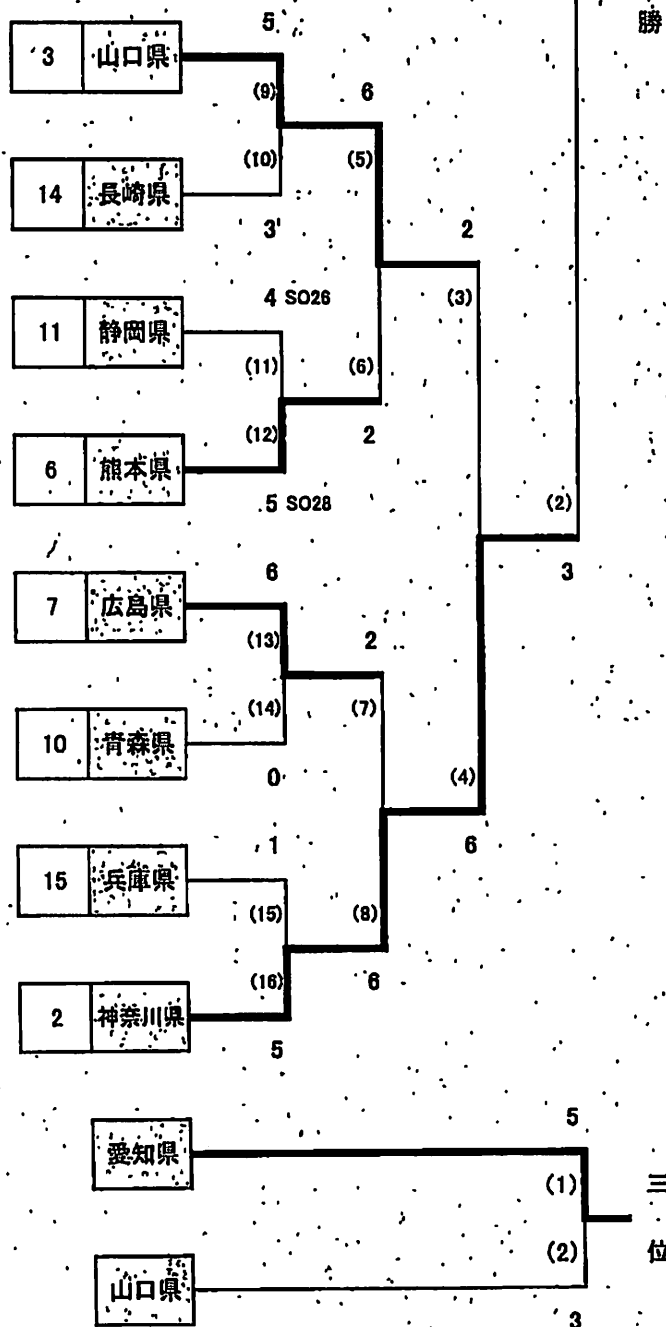 勝
5
3 山口県
(9) 6
(10) (5)
14 長崎県
3 2
4 SO26 (3)
11 静岡県
(11) (6)
(12) 2
6 熊本県
5 SO28 (2)
6 3
7 広島県
(13) 2
(14) (7)
10 青森県
0 (4)
1 6
15 兵庫県
(15) (8)
(16) 6
2 神奈川県
5
5
愛知県
(1) 三
(2) 位
山口県
3